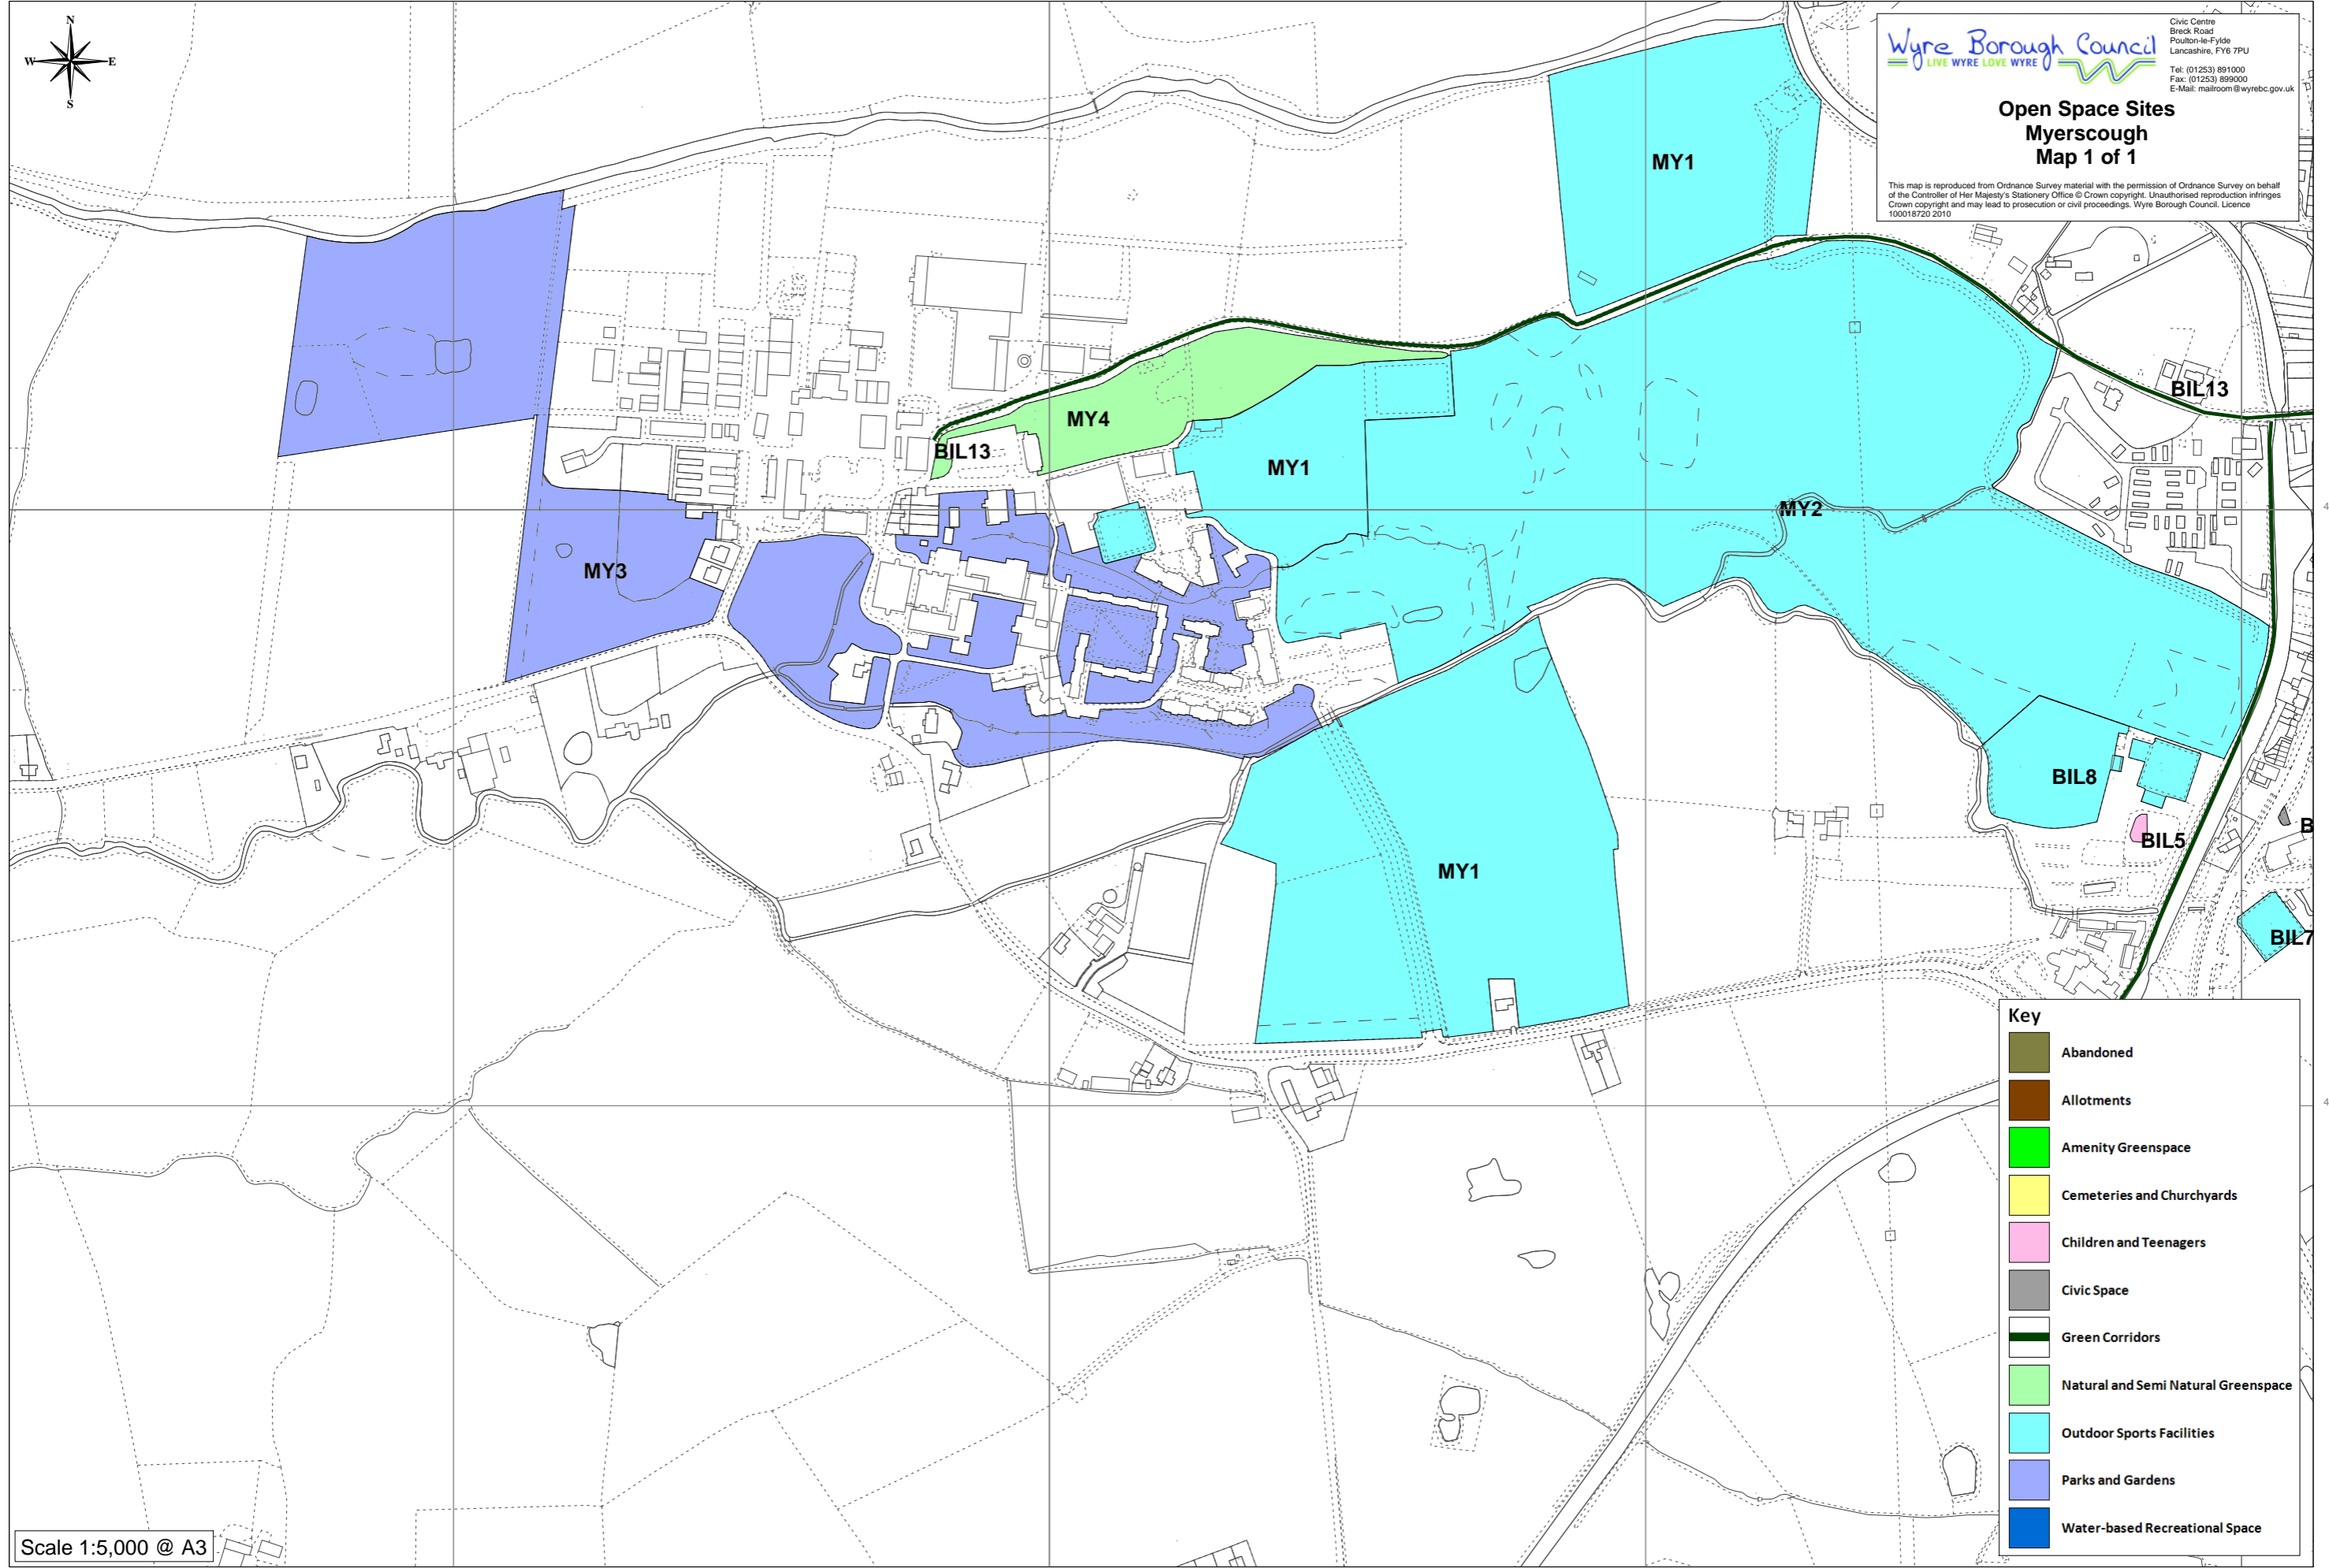 N
W E
S
Wyre Borough Council
LIVE WYRE LOVE WYRE
Civic Centre
Breck Road
Poulton-le-Fylde
Lancashire, FY6 7PU
Tel: (01253) 891000
Fax: (01253) 899000
E-Mail: mailroom@wyrebc.gov.uk
Open Space Sites
Myerscough
Map 1 of 1
This map is reproduced from Ordnance Survey material with the permission of Ordnance Survey on behalf
of the Controller of Her Majesty's Stationery Office © Crown copyright. Unauthorised reproduction infringes
Crown copyright and may lead to prosecution or civil proceedings. Wyre Borough Council. Licence
100018720 2010
MY1
BIL13
MY4
BIL13
MY1
MY2
4
MY3
BIL8
B
BIL5
MY1
BIL7
Key
Abandoned
Allotments
4
Amenity Greenspace
Cemeteries and Churchyards
Children and Teenagers
Civic Space
Green Corridors
Natural and Semi Natural Greenspace
Outdoor Sports Facilities
Parks and Gardens
Water-based Recreational Space
Scale 1:5,000 @ A3